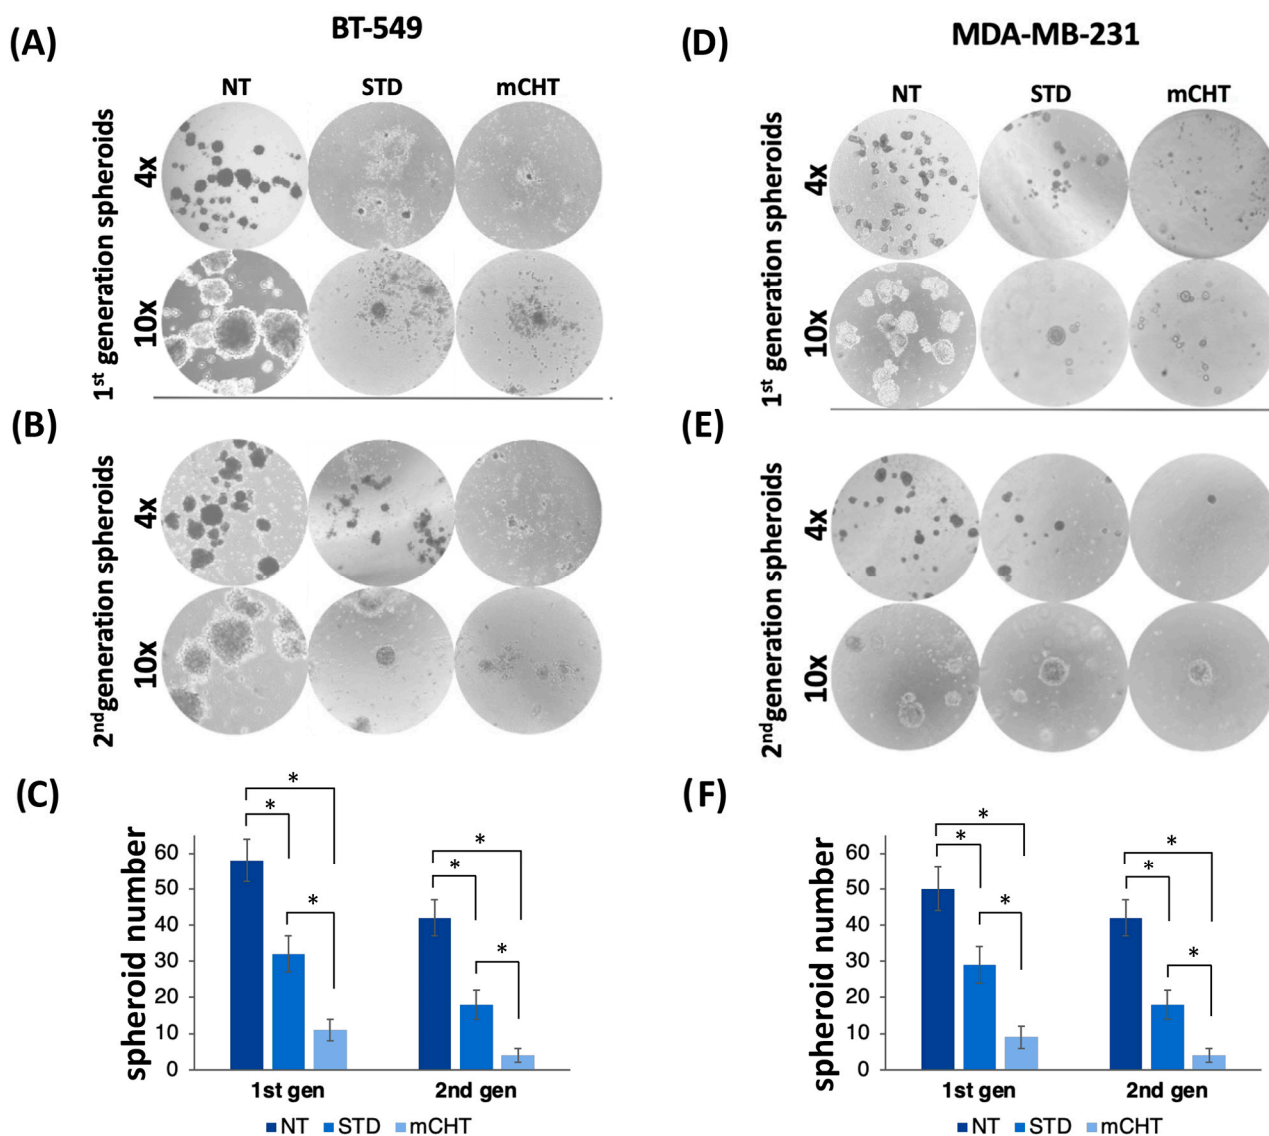 (A)
BT-549
NT
STD
mCHT
1st generation spheroids
4x
10x
(B)
2ndgeneration spheroids
4x
10x
(C)
spheroid number
60
50
40
30
20
10
0
*
*
*
*
*
*
1st gen
2nd gen
NT STD mCHT
(D)
MDA-MB-231
NT
STD
mCHT
1st generation spheroids
4x
10x
(E)
2ndgeneration spheroids
4x
10x
(F)
spheroid number
60
50
40
30
20
10
0
*
*
*
*
*
*
1st gen
2nd gen
NT STD mCHT